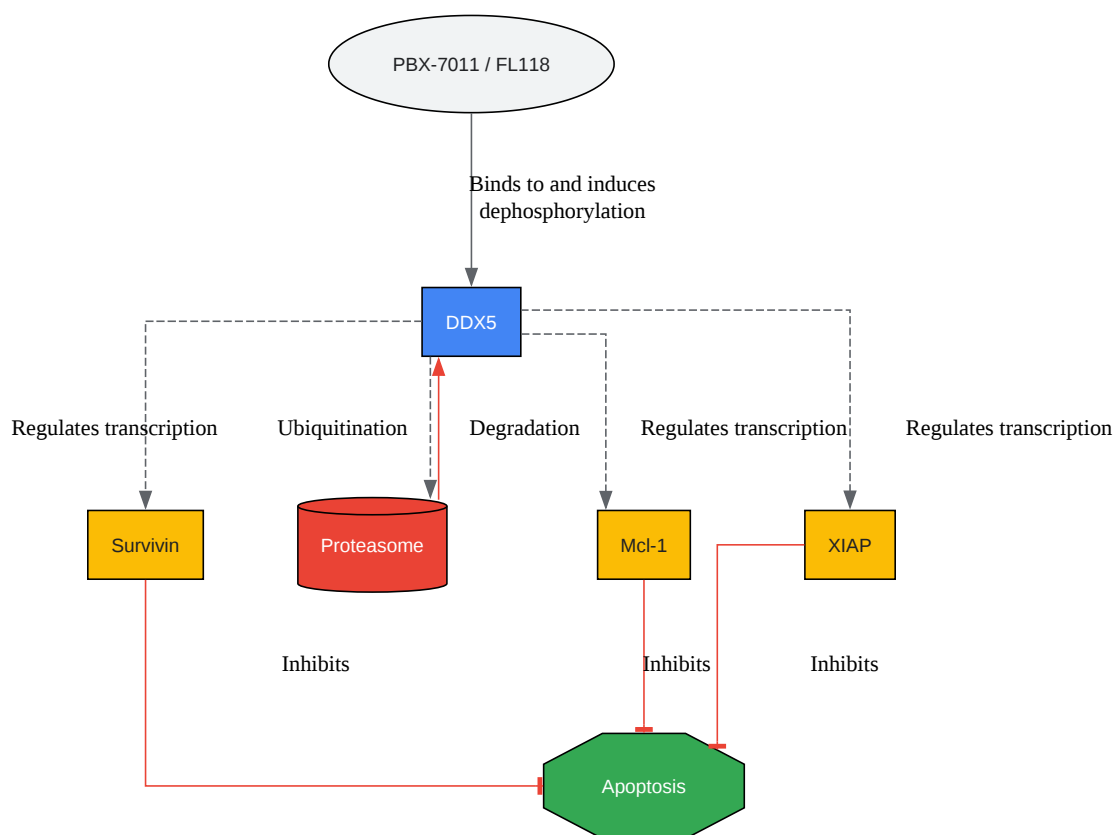 PBX-7011 / FL118
Binds to and induces
dephosphorylation
DDX5
Regulates transcription
Ubiquitination
Degradation
Regulates transcription
Regulates transcription
Survivin
Proteasome
Mcl-1
XIAP
Inhibits
Inhibits
Inhibits
Apoptosis